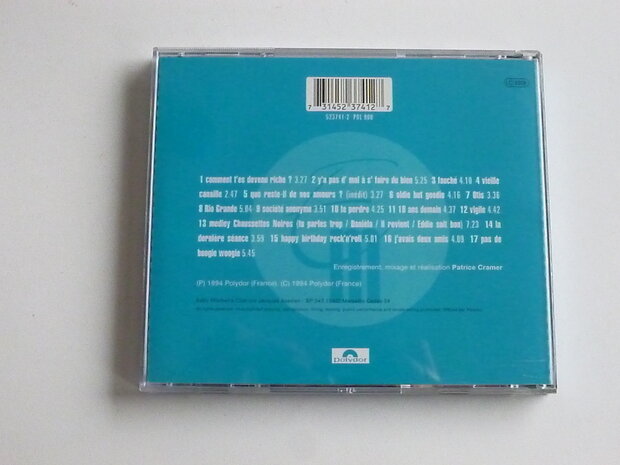 7 31452 37412 7
523741-2 POL 900
1 comment t'es devenu riche ? 3.27 2 y'a pas d' mal à s' faire du bien 5.25 3 fauché 4.10 4 vieille
canaille 2.47 5 que reste-t-il de nos amours ? (inédit) 3.27 6 oldie but goodie 4.16 7 Otis 3.36
8 Rio Grande 5.04 9 société anonyme 3.51 10 te perdre 4.25 11 18 ans demain 4.37 12 vigile 4.42
13 medley Chaussettes Noires (tu parles trop / Daniela / il revient / Eddie soit bon) 7.23 14 la
dernière séance 3.59 15 happy birthday rock'n'roll 5.01 16 j'avais deux amis 4.09 17 pas de
boogie woogie 5.45
Enregistrement, mixage et réalisation Patrice Cramer
(P) 1994 Polydor (France). (C) 1994 Polydor (France)
Polydor